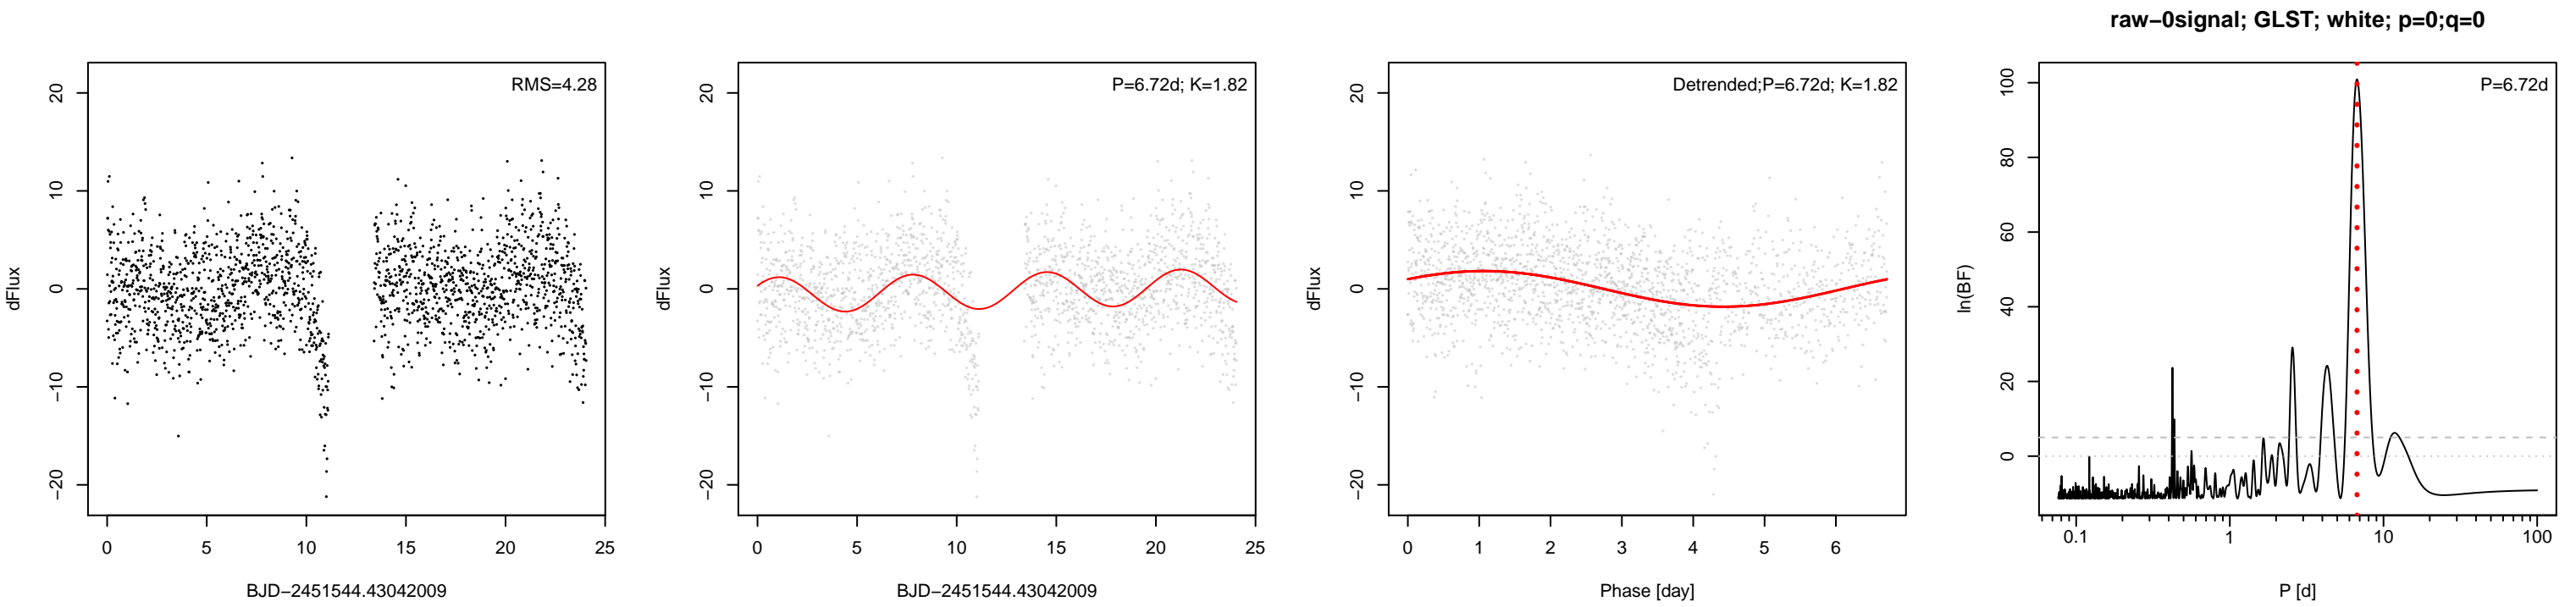 raw−0signal; GLST; white; p=0;q=0
RMS=4.28
dFlux
20
10
0
−10
−20
0 5 10 15 20 25
BJD−2451544.43042009
P=6.72d; K=1.82
dFlux
20
10
0
−10
−20
0 5 10 15 20 25
BJD−2451544.43042009
Detrended;P=6.72d; K=1.82
dFlux
20
10
0
−10
−20
0 1 2 3 4 5 6
Phase [day]
P=6.72d
ln(BF)
100
80
60
40
20
0
0.1 1 10 100
P [d]